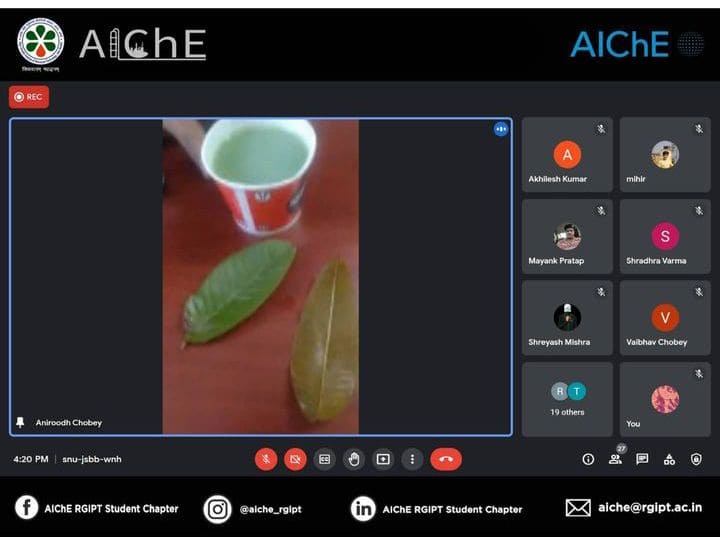 AIChE
AIChE
REC
Akhilesh Kumar
mihir
Mayank Pratap
Shradhra Varma
Shreyash Mishra
Vaibhav Chobey
19 others
You
Aniroodh Chobey
A
S
V
R
T
4:20 PM | snu-jsbb-wnh
27
AIChE RGIPT Student Chapter
@aiche_rgipt
AIChE RGIPT Student Chapter
aiche@rgipt.ac.in